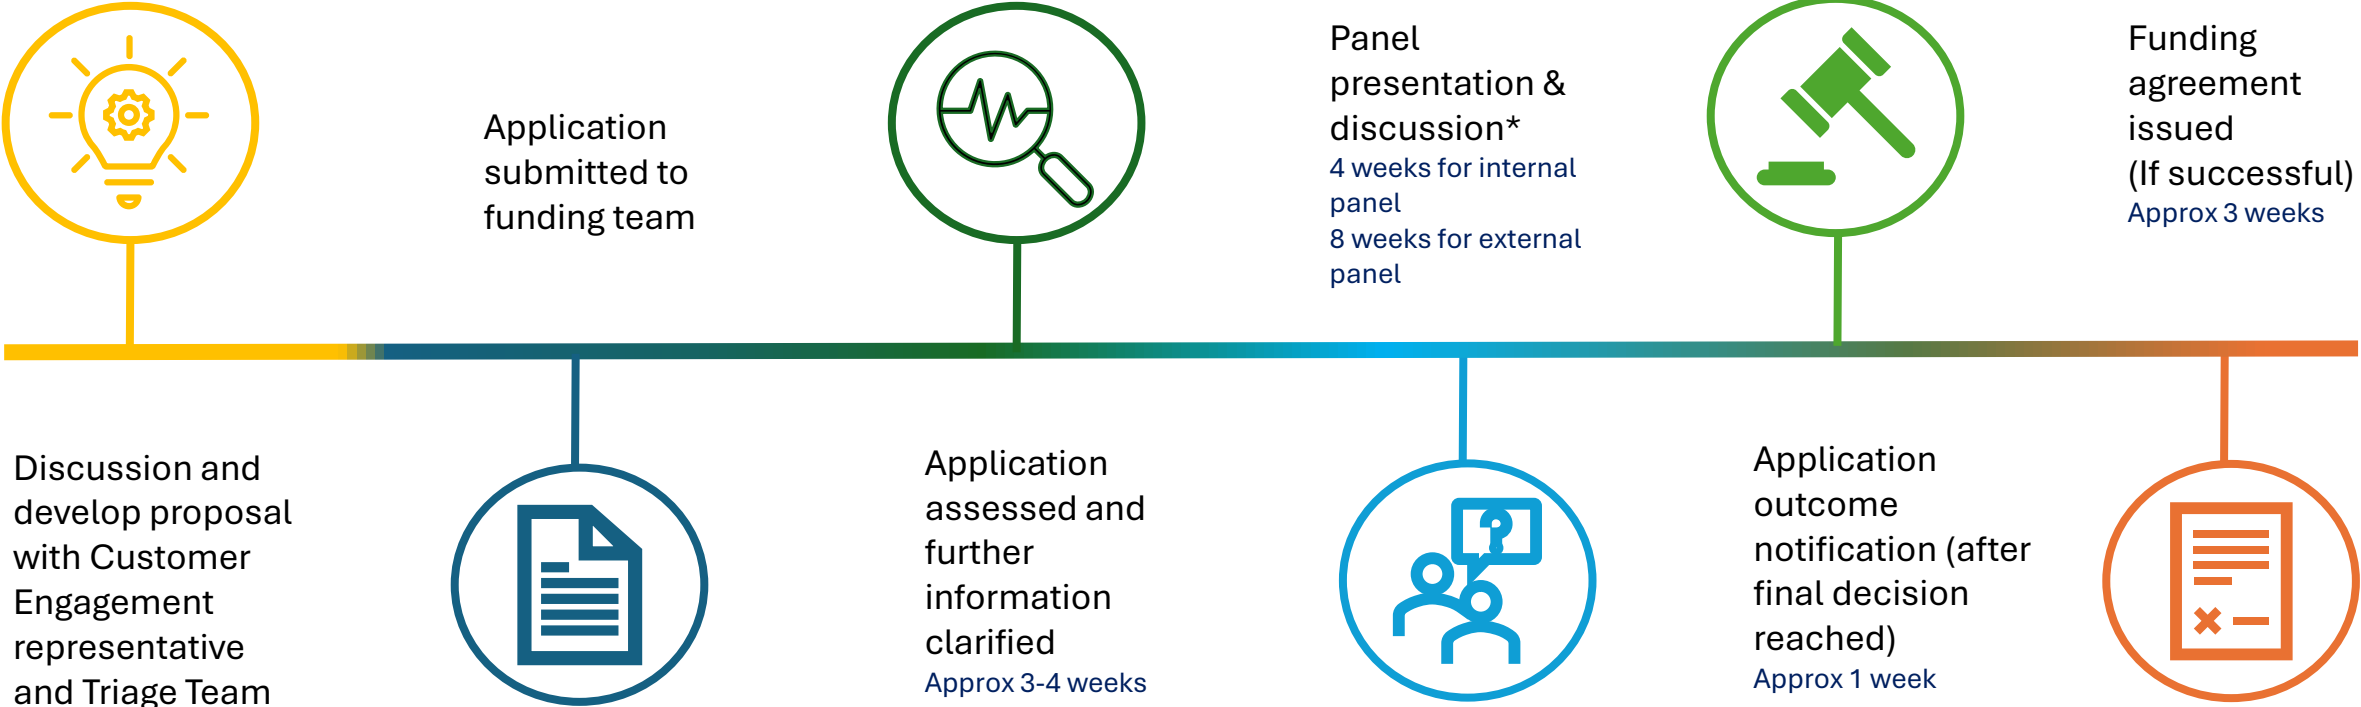 Discussion and
develop proposal
with Customer
Engagement
representative
and Triage Team
Application
submitted to
funding team
Application
assessed and
further
information
clarified
Approx 3-4 weeks
Panel
presentation &
discussion*
4 weeks for internal
panel
8 weeks for external
panel
Application
outcome
notification (after
final decision
reached)
Approx 1 week
Funding
agreement
issued
(If successful)
Approx 3 weeks